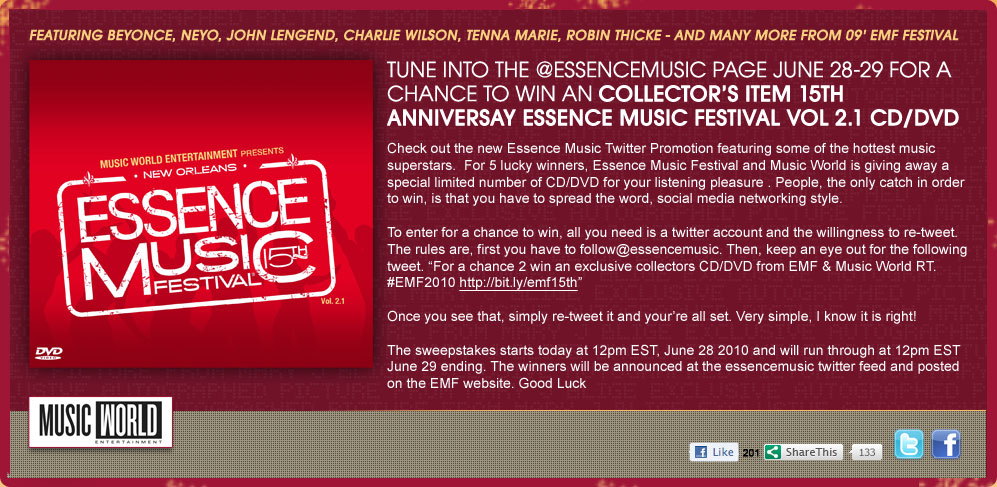 FEATURING BEYONCE, NEYO, JOHN LENGEND, CHARLIE WILSON, TENNA MARIE, ROBIN THICKE - AND MANY MORE FROM 09' EMF FESTIVAL
MUSIC WORLD ENTERTAINMENT PRESENTS
• NEW ORLEANS •
ESSENCE
MUSIC
15TH
FESTIVAL
Vol. 2.1
DVD
VIDEO
TUNE INTO THE @ESSENCEMUSIC PAGE JUNE 28-29 FOR A
CHANCE TO WIN AN COLLECTOR'S ITEM 15TH
ANNIVERSAY ESSENCE MUSIC FESTIVAL VOL 2.1 CD/DVD
Check out the new Essence Music Twitter Promotion featuring some of the hottest music
superstars.  For 5 lucky winners, Essence Music Festival and Music World is giving away a
special limited number of CD/DVD for your listening pleasure . People, the only catch in order
to win, is that you have to spread the word, social media networking style.
To enter for a chance to win, all you need is a twitter account and the willingness to re-tweet.
The rules are, first you have to follow@essencemusic. Then, keep an eye out for the following
tweet. “For a chance 2 win an exclusive collectors CD/DVD from EMF & Music World RT.
#EMF2010 http://bit.ly/emf15th”
Once you see that, simply re-tweet it and your're all set. Very simple, I know it is right!
The sweepstakes starts today at 12pm EST, June 28 2010 and will run through at 12pm EST
June 29 ending. The winners will be announced at the essencemusic twitter feed and posted
on the EMF website. Good Luck
MUSIC WORLD
ENTERTAINMENT
Like 201 ShareThis 133 t f